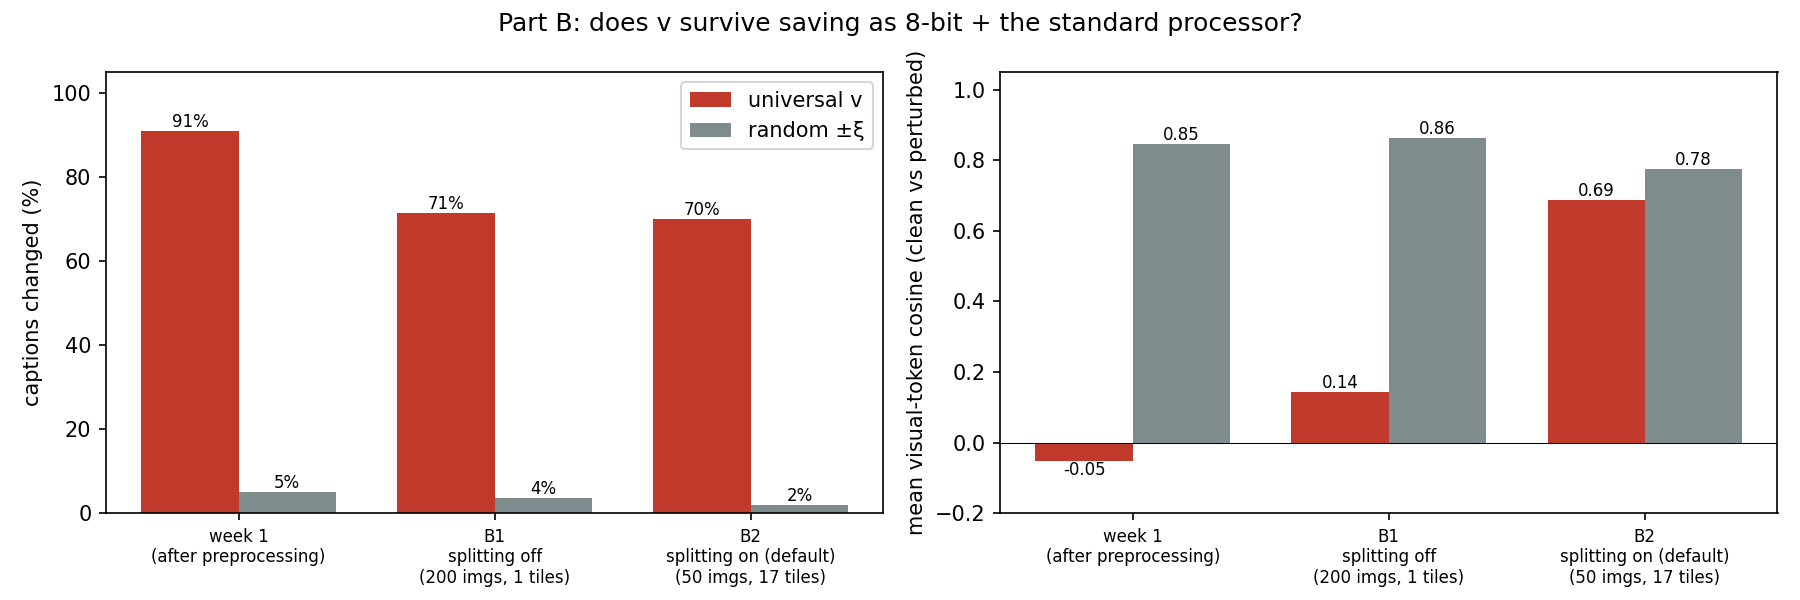 Part B: does v survive saving as 8-bit + the standard processor?
captions changed (%)
100
80
60
40
20
0
universal v
random ±ξ
91%
5%
71%
4%
70%
2%
week 1
(after preprocessing)
B1
splitting off
(200 imgs, 1 tiles)
B2
splitting on (default)
(50 imgs, 17 tiles)
mean visual-token cosine (clean vs perturbed)
1.0
0.8
0.6
0.4
0.2
0.0
−0.2
-0.05
0.85
0.14
0.86
0.69
0.78
week 1
(after preprocessing)
B1
splitting off
(200 imgs, 1 tiles)
B2
splitting on (default)
(50 imgs, 17 tiles)